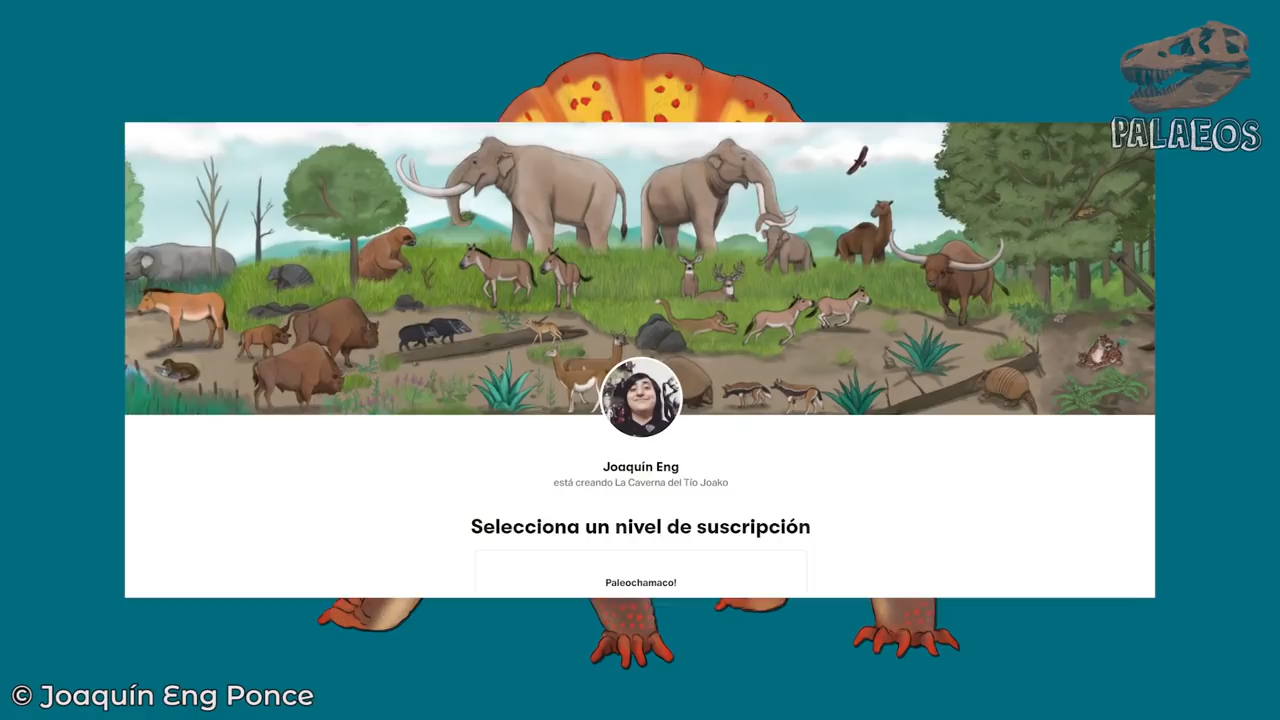 PALAEOS
Joaquín Eng
está creando La Caverna del Tío Joako
Selecciona un nivel de suscripción
Paleochamaco!
© Joaquín Eng Ponce